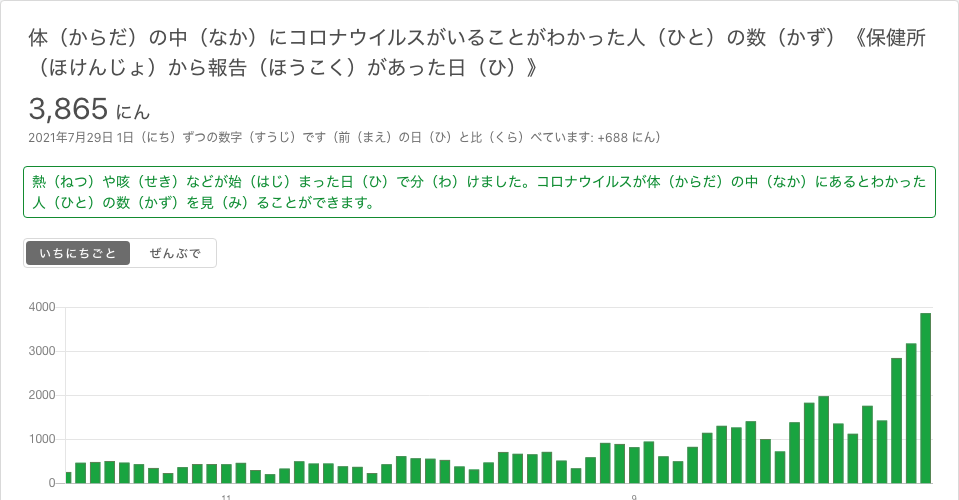 体（からだ）の中（なか）にコロナウイルスがいることがわかった人（ひと）の数（かず）《保健所
（ほけんじょ）から報告（ほうこく）があった日（ひ）》
3,865 にん
2021年7月29日 1日（にち）ずつの数字（すうじ）です（前（まえ）の日（ひ）と比（くら）べています: +688 にん）
熱（ねつ）や咳（せき）などが始（はじ）まった日（ひ）で分（わ）けました。コロナウイルスが体（からだ）の中（なか）にあるとわかった
人（ひと）の数（かず）を見（み）ることができます。
いちにちごと ぜんぶで
4000
3000
2000
1000
0
11 9